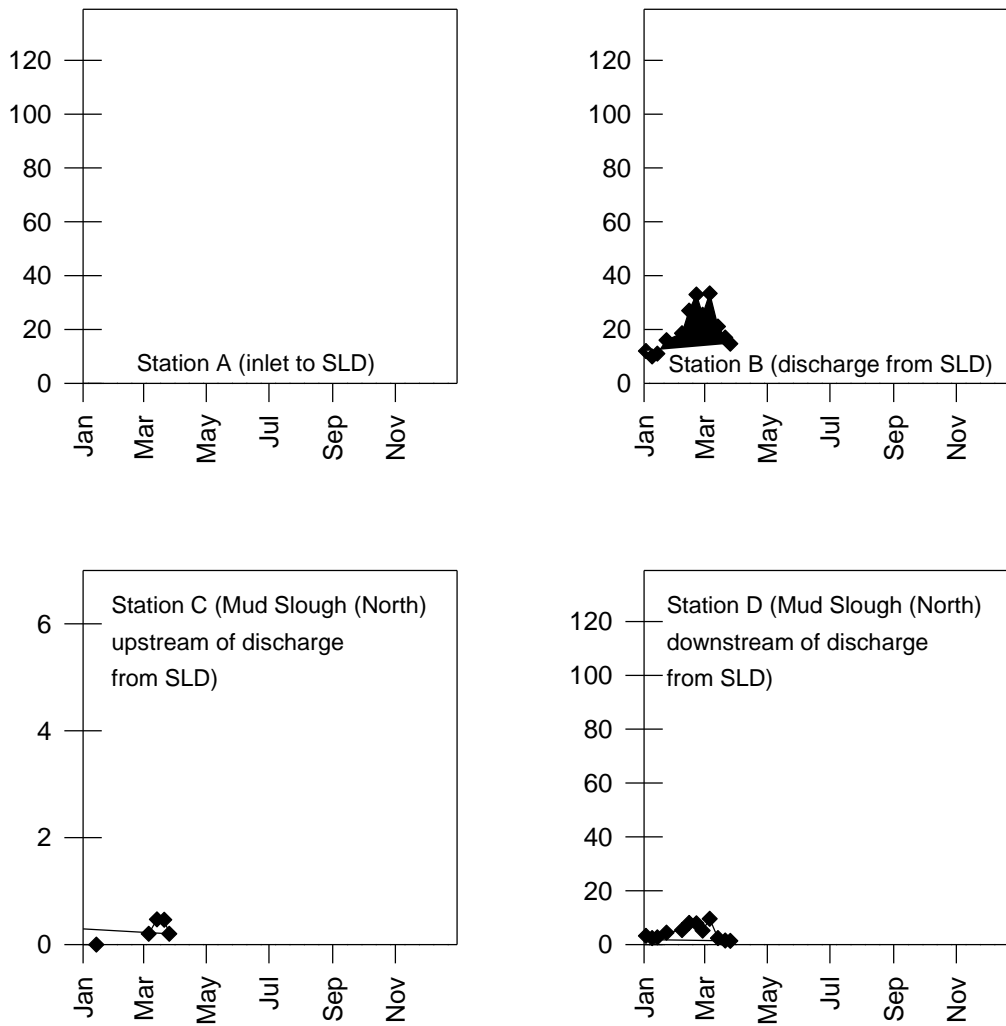 120
100
80
60
40
20
0
Station A (inlet to SLD)
Jan
Mar
May
Jul
Sep
Nov
120
100
80
60
40
20
0
Station B (discharge from SLD)
Jan
Mar
May
Jul
Sep
Nov
6
4
2
0
Station C (Mud Slough (North)
upstream of discharge
from SLD)
Jan
Mar
May
Jul
Sep
Nov
120
100
80
60
40
20
0
Station D (Mud Slough (North)
downstream of discharge
from SLD)
Jan
Mar
May
Jul
Sep
Nov